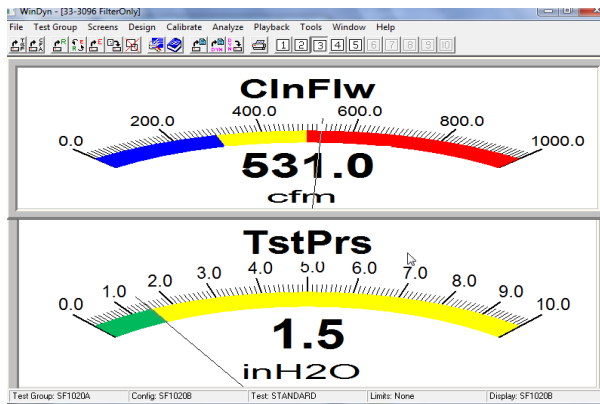 WinDyn - [33-3096 FilterOnly]
File Test Group Screens Design Calibrate Analyze Playback Tools Window Help
1 2 3 4 5 6 7 8 9 10
ClnFlw
0.0 200.0 400.0 600.0 800.0 1000.0
531.0
cfm
TstPrs
0.0 1.0 2.0 3.0 4.0 5.0 6.0 7.0 8.0 9.0 10.0
1.5
inH2O
Test Group: SF1020A Config: SF1020B Test: STANDARD Limits: None Display: SF1020B